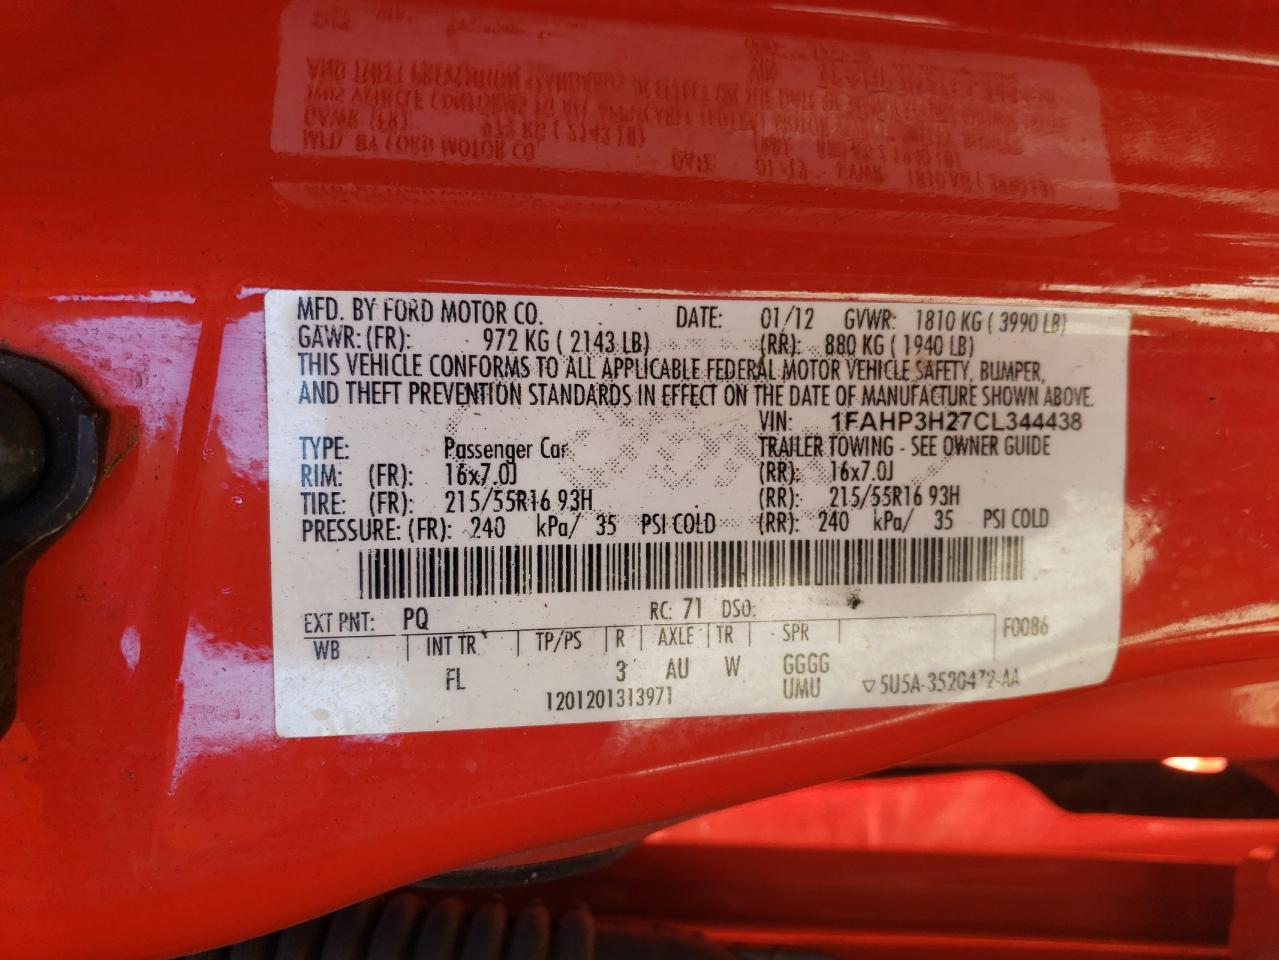 MFD. BY FORD MOTOR CO. DATE: 01/12 GVWR: 1810 KG ( 3990 LB)
GAWR: (FR): 972 KG ( 2143 LB) (RR): 880 KG ( 1940 LB)
THIS VEHICLE CONFORMS TO ALL APPLICABLE FEDERAL MOTOR VEHICLE SAFETY, BUMPER,
AND THEFT PREVENTION STANDARDS IN EFFECT ON THE DATE OF MANUFACTURE SHOWN ABOVE.
VIN: 1FAHP3H27CL344438
TYPE: Passenger Car TRAILER TOWING - SEE OWNER GUIDE
RIM: (FR): 16x7.0J (RR): 16x7.0J
TIRE: (FR): 215/55R16 93H (RR): 215/55R16 93H
PRESSURE: (FR): 240 kPa/ 35 PSI COLD (RR): 240 kPa/ 35 PSI COLD
EXT PNT: PQ RC: 71 DSO:
WB INT TR TP/PS R AXLE TR SPR F0086
FL 3 AU W GGGG
1201201313971 UMU ▽5U5A-3520472-AA